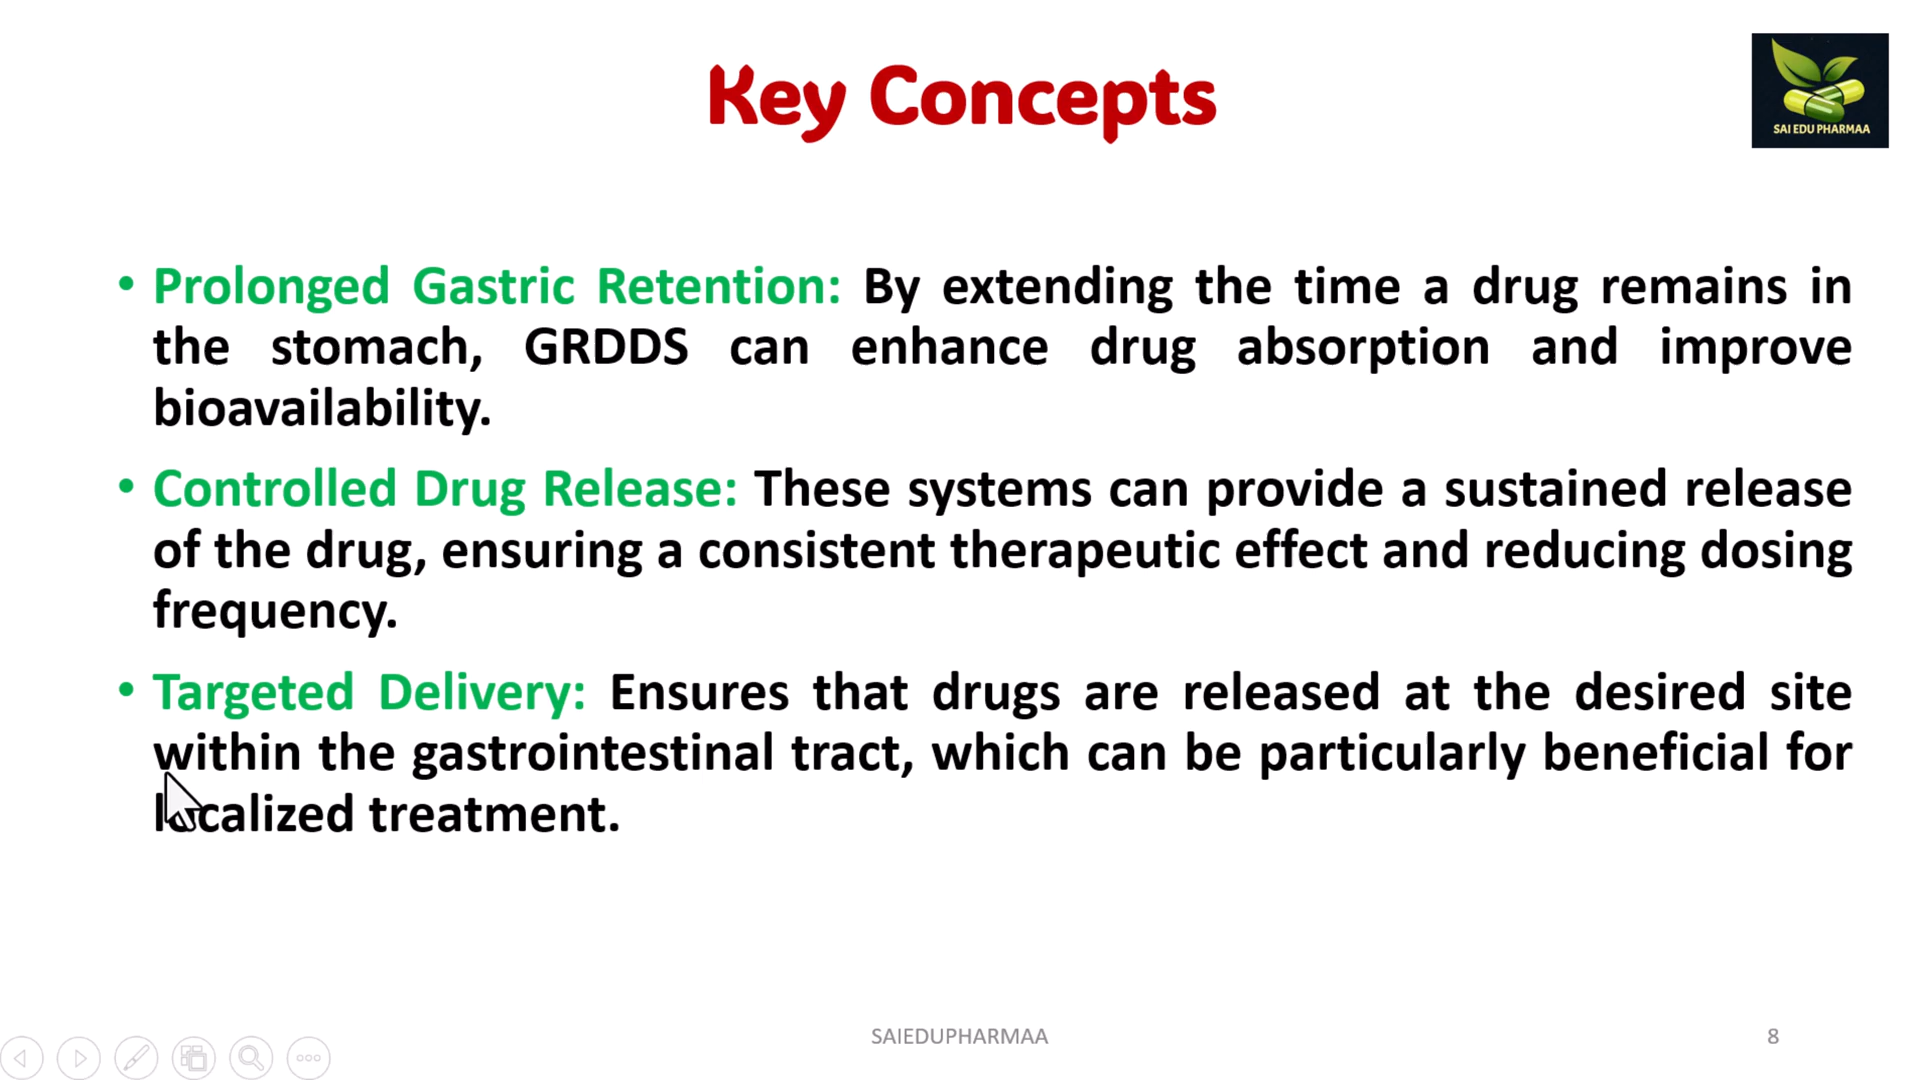 Key Concepts
SAI EDU PHARMAA
• Prolonged Gastric Retention: By extending the time a drug remains in
the stomach, GRDDS can enhance drug absorption and improve
bioavailability.
• Controlled Drug Release: These systems can provide a sustained release
of the drug, ensuring a consistent therapeutic effect and reducing dosing
frequency.
• Targeted Delivery: Ensures that drugs are released at the desired site
within the gastrointestinal tract, which can be particularly beneficial for
localized treatment.
SAIEDUPHARMAA
8